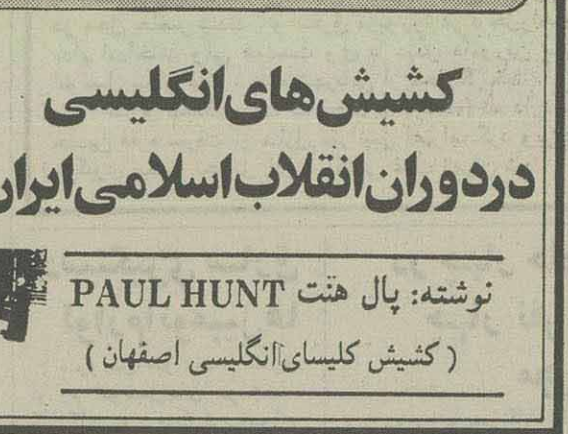 کشیش‌های انگلیسی
در دوران انقلاب اسلامی ایران
نوشته: پال هنت PAUL HUNT
( کشیش کلیسای انگلیسی اصفهان )